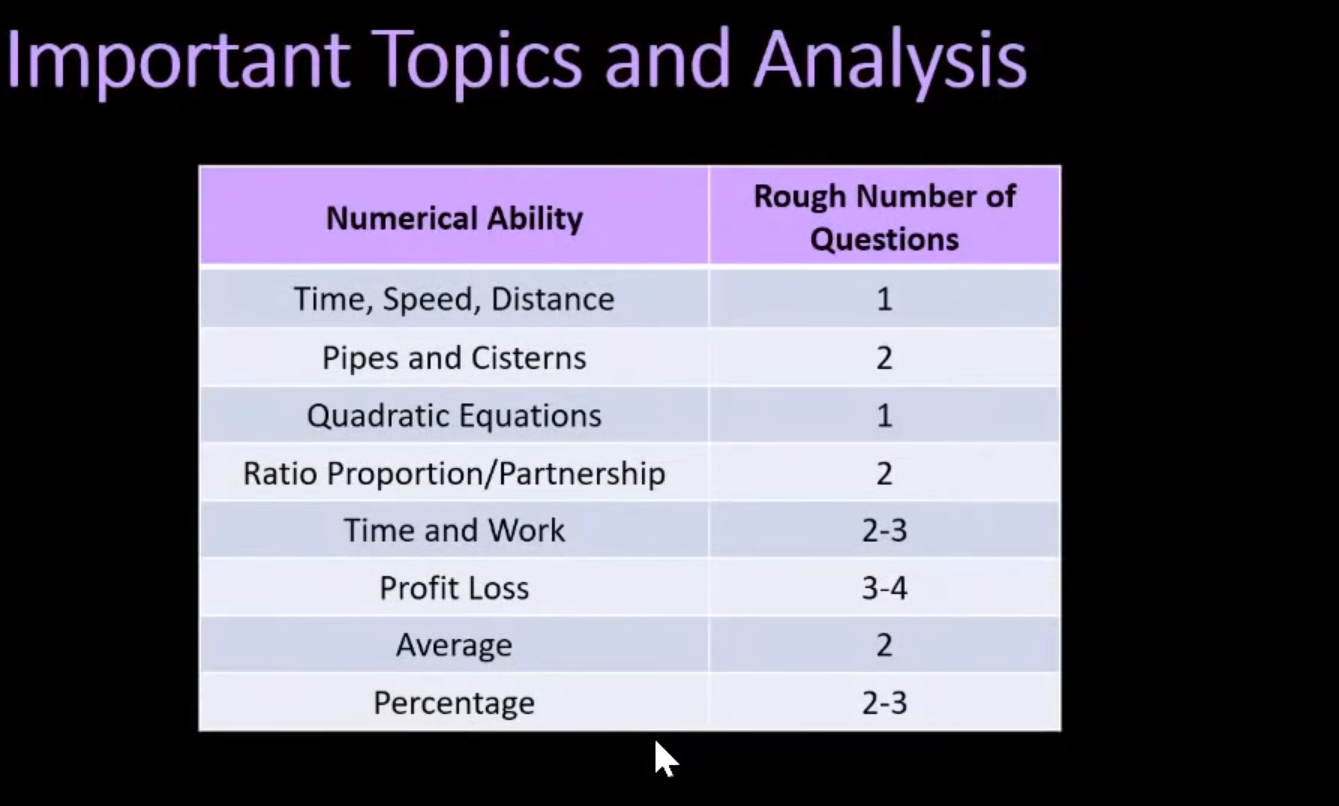 Important Topics and Analysis
Numerical Ability
Rough Number of
Questions
Time, Speed, Distance
1
Pipes and Cisterns
2
Quadratic Equations
1
Ratio Proportion/Partnership
2
Time and Work
2-3
Profit Loss
3-4
Average
2
Percentage
2-3